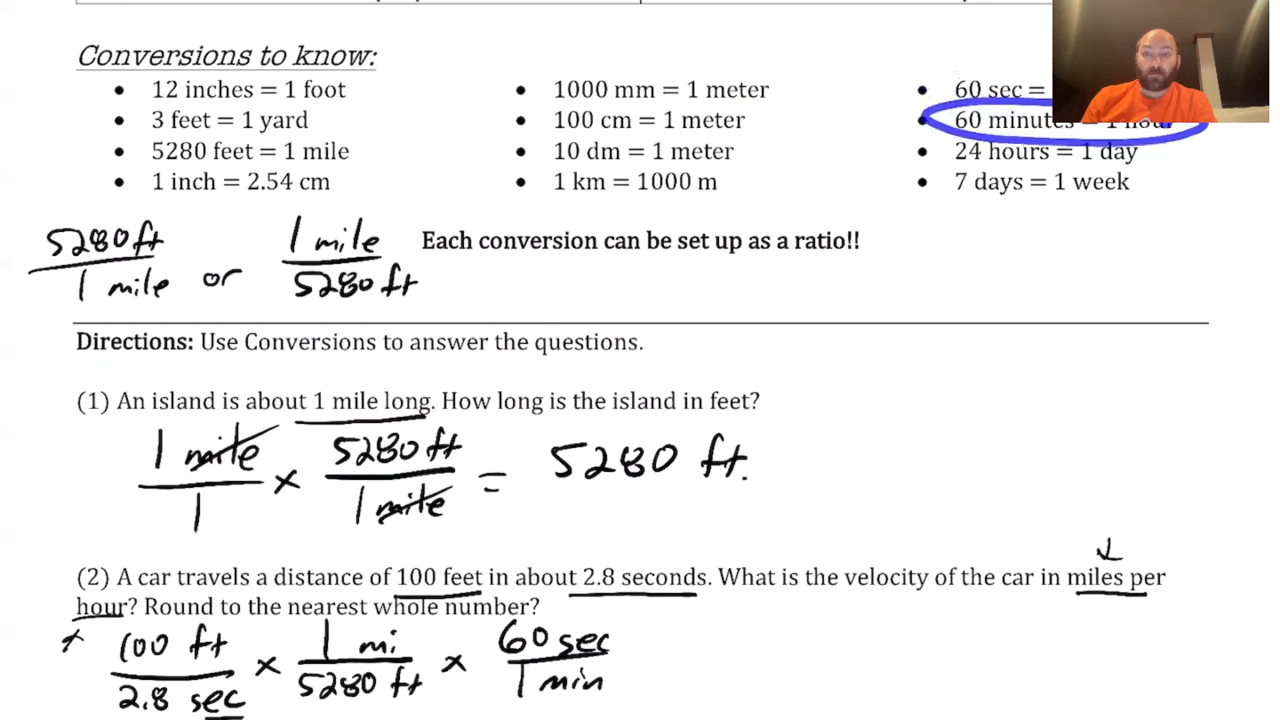 Conversions to know:
• 12 inches = 1 foot
• 3 feet = 1 yard
• 5280 feet = 1 mile
• 1 inch = 2.54 cm
• 1000 mm = 1 meter
• 100 cm = 1 meter
• 10 dm = 1 meter
• 1 km = 1000 m
• 60 sec =
• 60 minutes = 1 hour
• 24 hours = 1 day
• 7 days = 1 week
5280 ft / 1 mile or 1 mile / 5280 ft
Each conversion can be set up as a ratio!!
Directions: Use Conversions to answer the questions.
(1) An island is about 1 mile long. How long is the island in feet?
1 mile / 1 × 5280 ft / 1 mile = 5280 ft.
(2) A car travels a distance of 100 feet in about 2.8 seconds. What is the velocity of the car in miles per
hour? Round to the nearest whole number?
100 ft / 2.8 sec × 1 mi / 5280 ft × 60 sec / 1 min